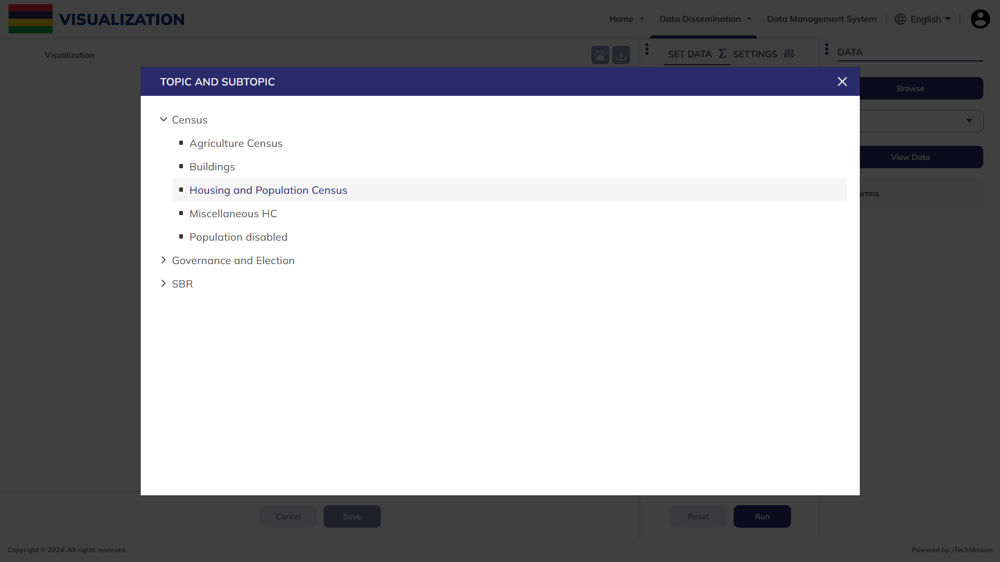 VISUALIZATION
Home
Data Dissemination
Data Management System
English
Visualization
SET DATA
SETTINGS
DATA
TOPIC AND SUBTOPIC
Browse
Census
Agriculture Census
Buildings
View Data
Housing and Population Census
Miscellaneous HC
Population disabled
Governance and Election
SBR
Cancel
Save
Reset
Run
Copyright © 2024. All rights reserved.
Powered by iTechMission